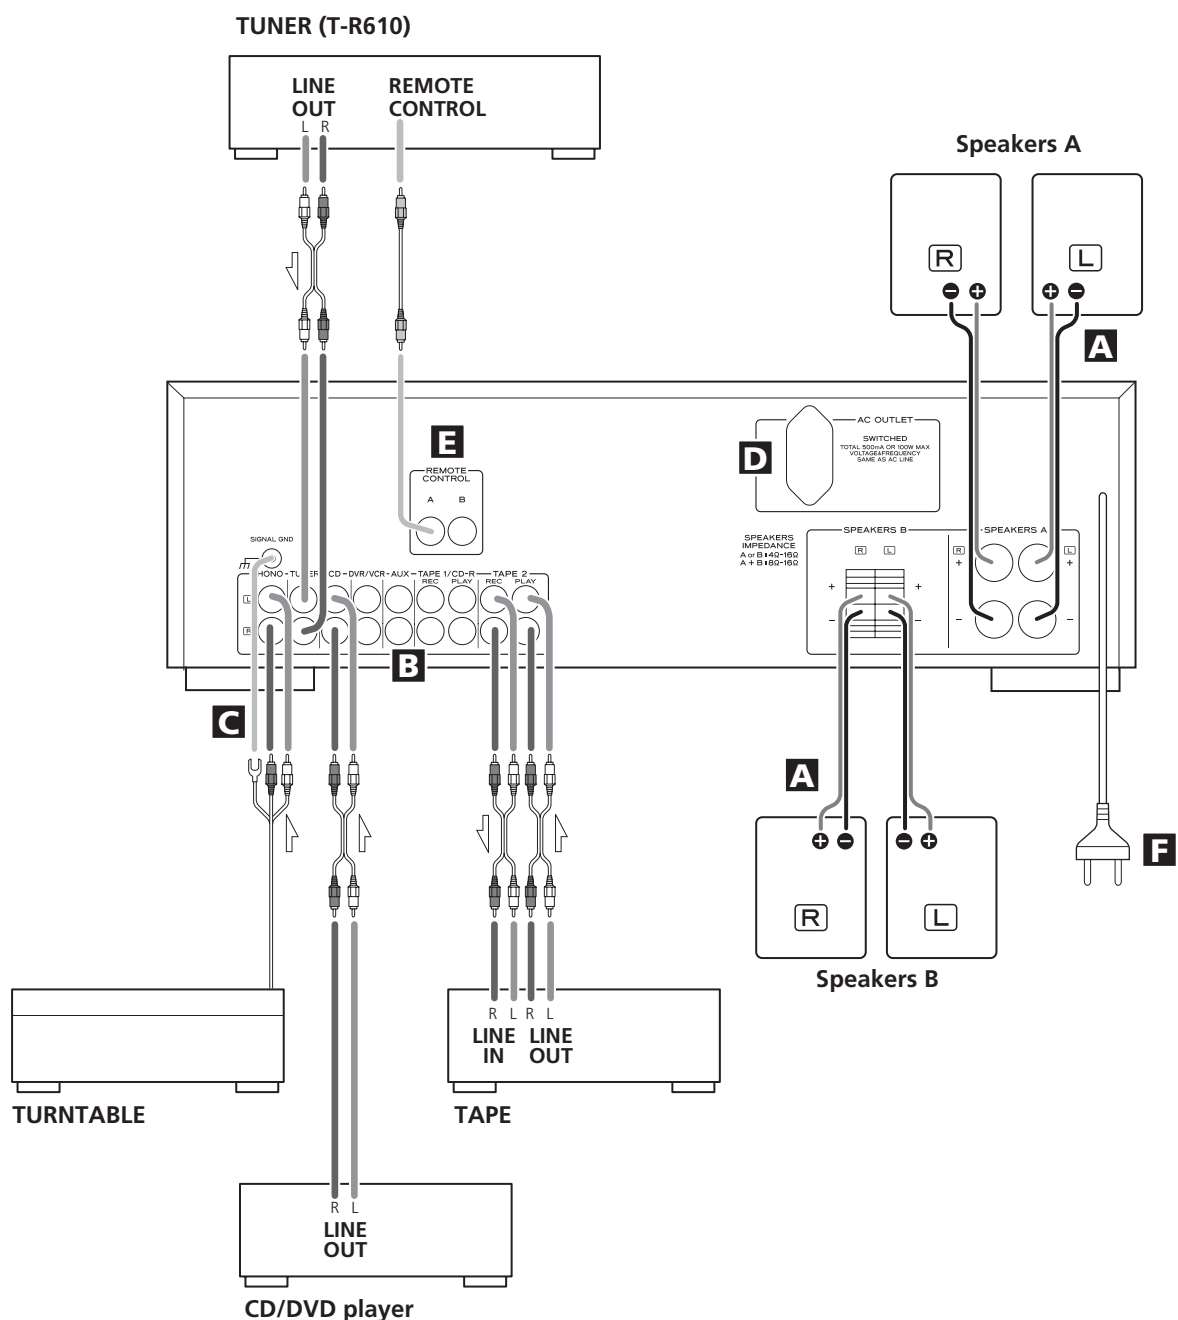 TUNER (T-R610)
LINE OUT
L R
REMOTE CONTROL
Speakers A
R
L
A
E
REMOTE CONTROL
A B
D
AC OUTLET
SWITCHED
TOTAL 500mA OR 100W MAX
VOLTAGE&FREQUENCY
SAME AS AC LINE
SPEAKERS
IMPEDANCE
A or B : 4Ω-16Ω
A + B : 8Ω-16Ω
SPEAKERS B
R L
+ +
– –
SPEAKERS A
R L
+ +
– –
SIGNAL GND
PHONO TUNER CD DVR/VCR AUX TAPE 1/CD-R TAPE 2
REC PLAY REC PLAY
L
R
B
C
A
F
R
L
Speakers B
R L R L
LINE IN
LINE OUT
TURNTABLE
TAPE
R L
LINE OUT
CD/DVD player